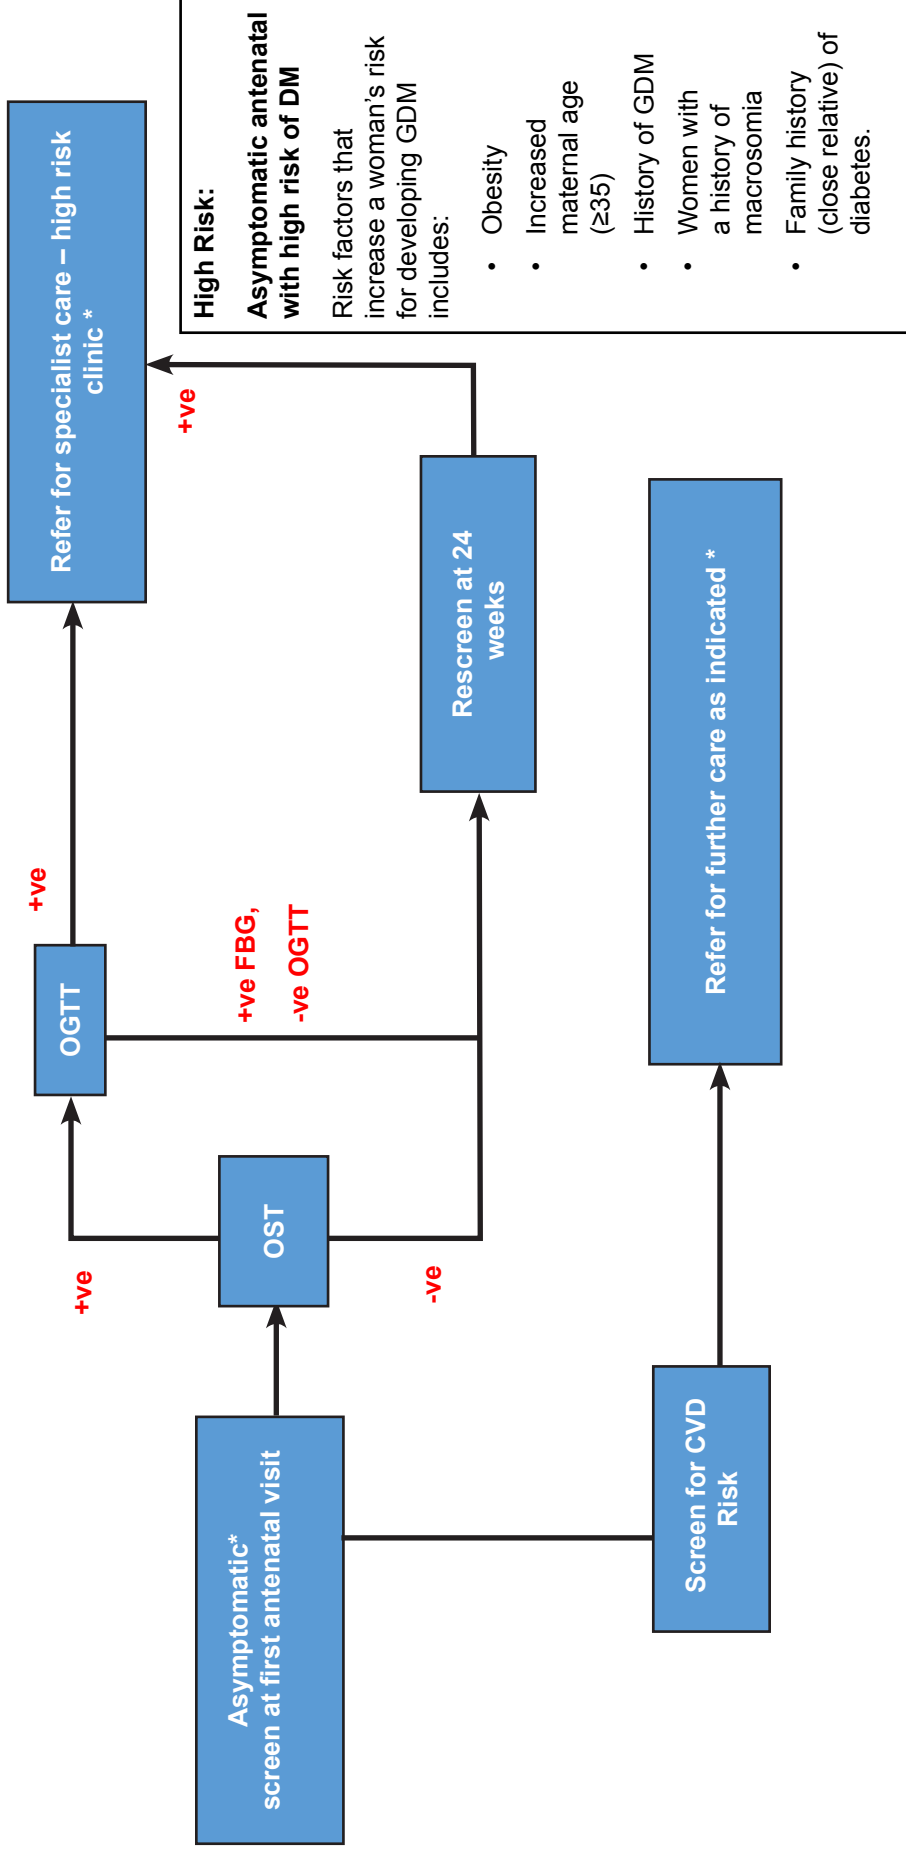 Asymptomatic*
screen at first antenatal visit
OST
+ve
-ve
OGTT
+ve
+ve FBG,
-ve OGTT
Refer for specialist care – high risk
clinic *
Rescreen at 24
weeks
+ve
Screen for CVD
Risk
Refer for further care as indicated *
High Risk:
Asymptomatic antenatal
with high risk of DM
Risk factors that
increase a woman’s risk
for developing GDM
includes:
• Obesity
• Increased
maternal age
(≥35)
• History of GDM
• Women with
a history of
macrosomia
• Family history
(close relative) of
diabetes.